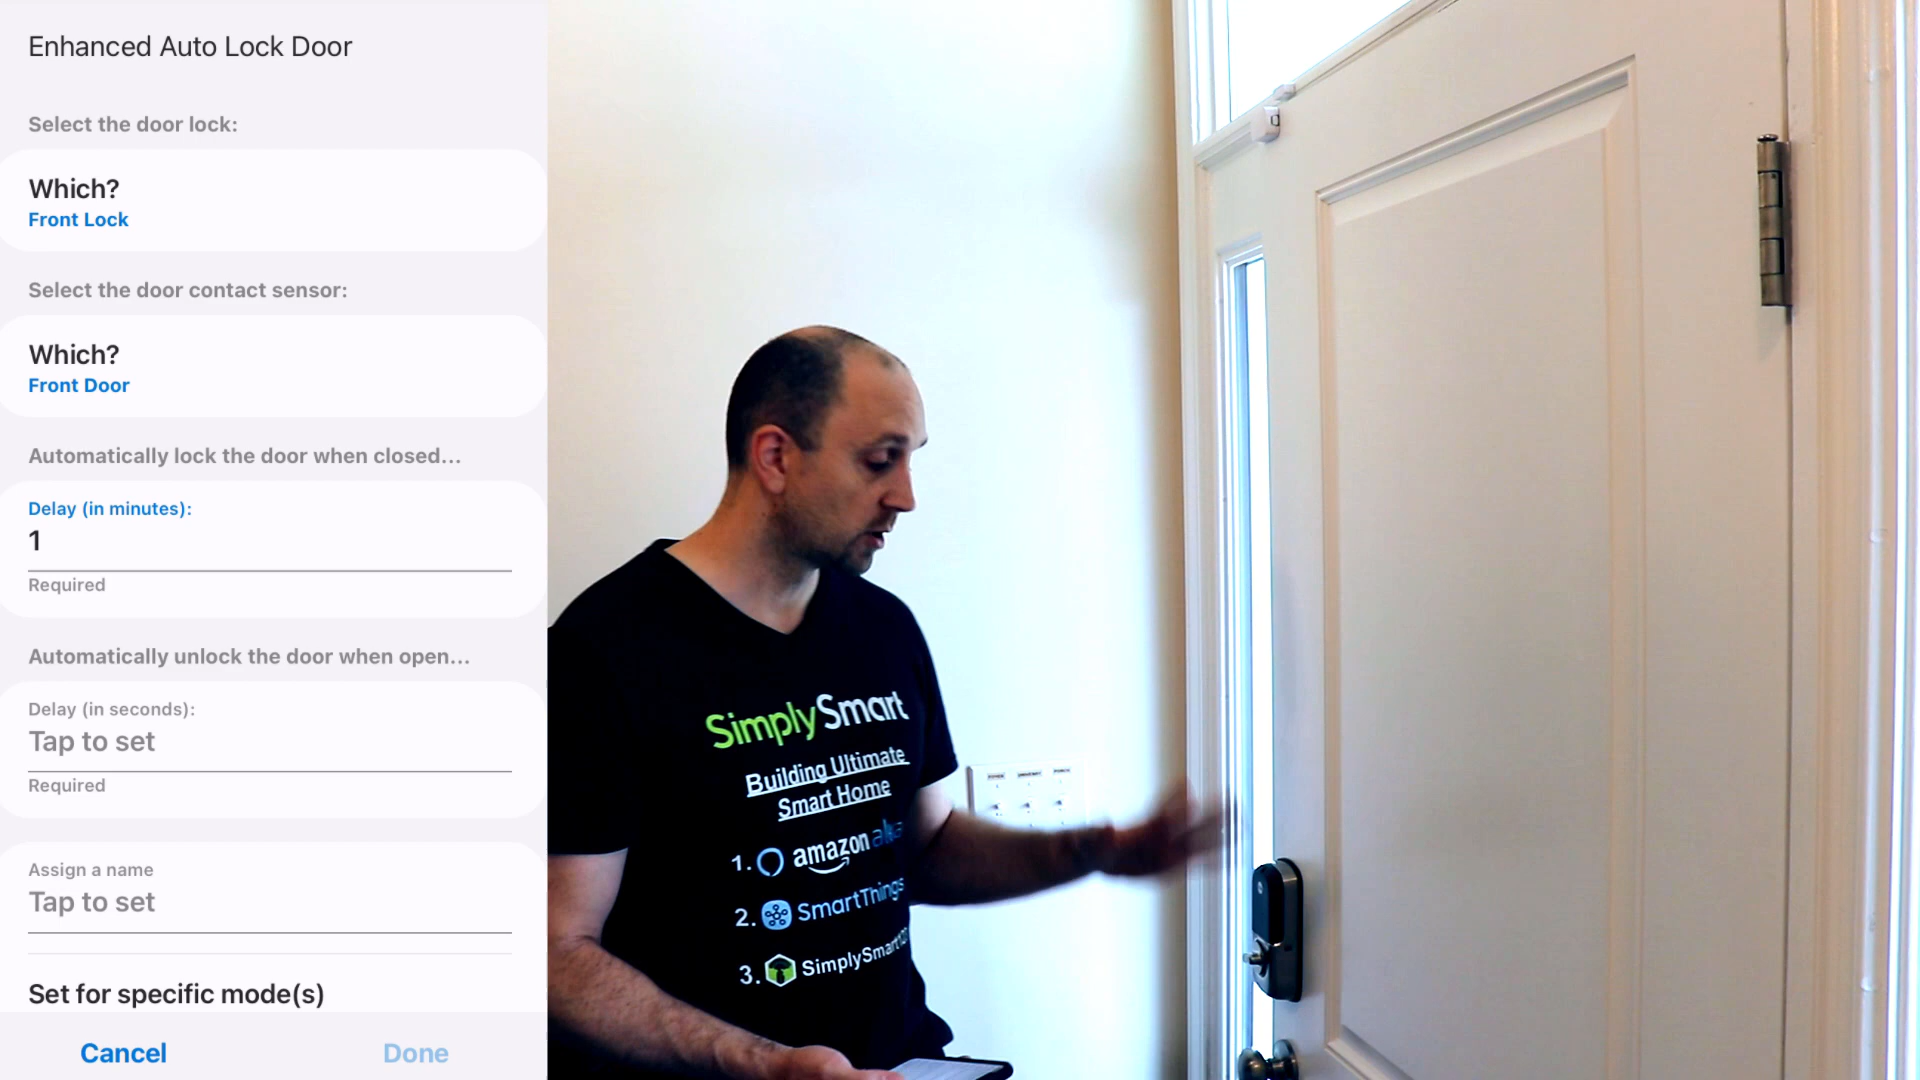 Enhanced Auto Lock Door
Select the door lock:
Which?
Front Lock
Select the door contact sensor:
Which?
Front Door
Automatically lock the door when closed...
Delay (in minutes):
1
Required
Automatically unlock the door when open...
Delay (in seconds):
Tap to set
Required
Assign a name
Tap to set
Set for specific mode(s)
Cancel Done
SimplySmart
Building Ultimate
Smart Home
1. amazon
2. SmartThings
3. SimplySmart